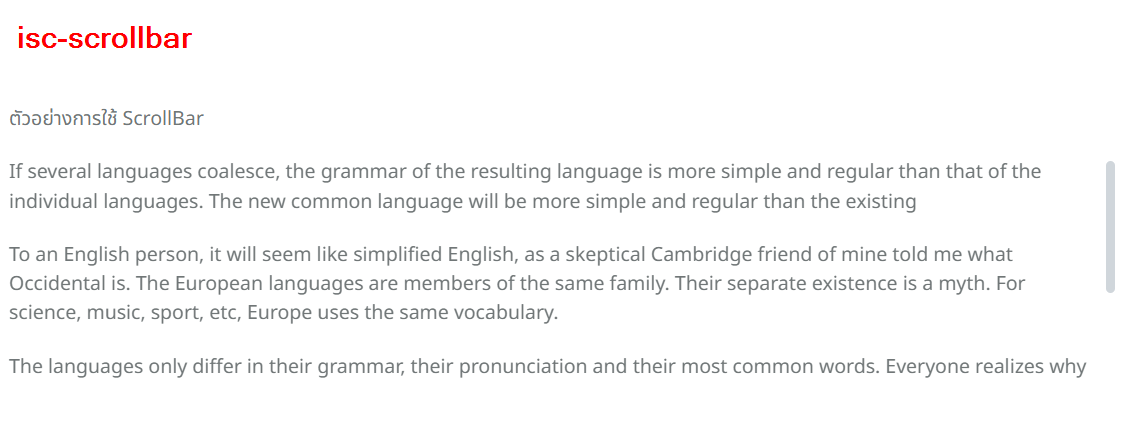 isc-scrollbar
ตัวอย่างการใช้ ScrollBar
If several languages coalesce, the grammar of the resulting language is more simple and regular than that of the
individual languages. The new common language will be more simple and regular than the existing
To an English person, it will seem like simplified English, as a skeptical Cambridge friend of mine told me what
Occidental is. The European languages are members of the same family. Their separate existence is a myth. For
science, music, sport, etc, Europe uses the same vocabulary.
The languages only differ in their grammar, their pronunciation and their most common words. Everyone realizes why